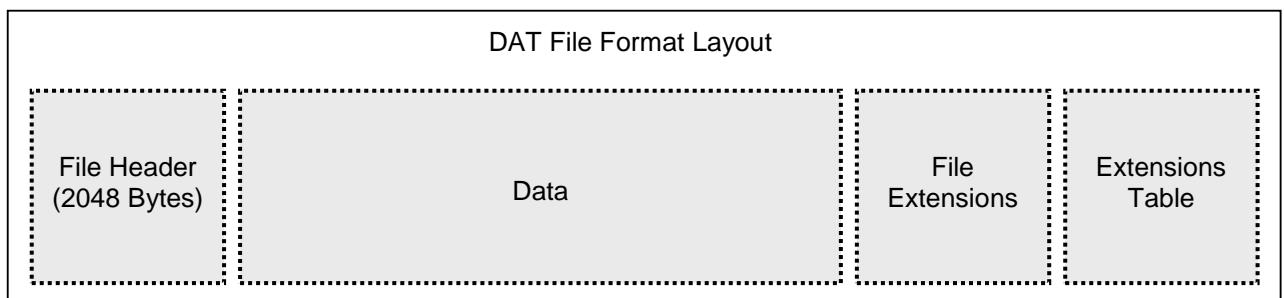 DAT File Format Layout
File Header
(2048 Bytes)
Data
File
Extensions
Extensions
Table